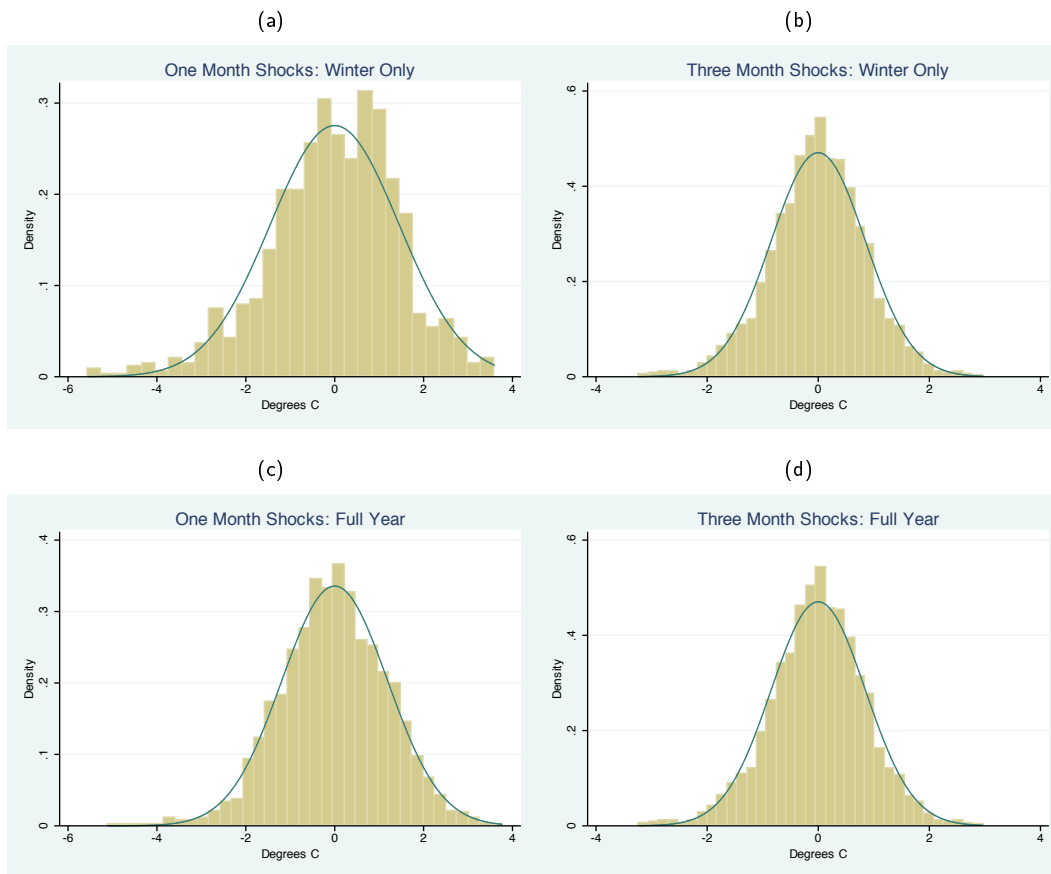 (a) (b)
One Month Shocks: Winter Only
Density
0 .1 .2 .3
-6 -4 -2 0 2 4
Degrees C
Three Month Shocks: Winter Only
Density
0 .2 .4 .6
-4 -2 0 2 4
Degrees C
(c) (d)
One Month Shocks: Full Year
Density
0 .1 .2 .3 .4
-6 -4 -2 0 2 4
Degrees C
Three Month Shocks: Full Year
Density
0 .2 .4 .6
-4 -2 0 2 4
Degrees C